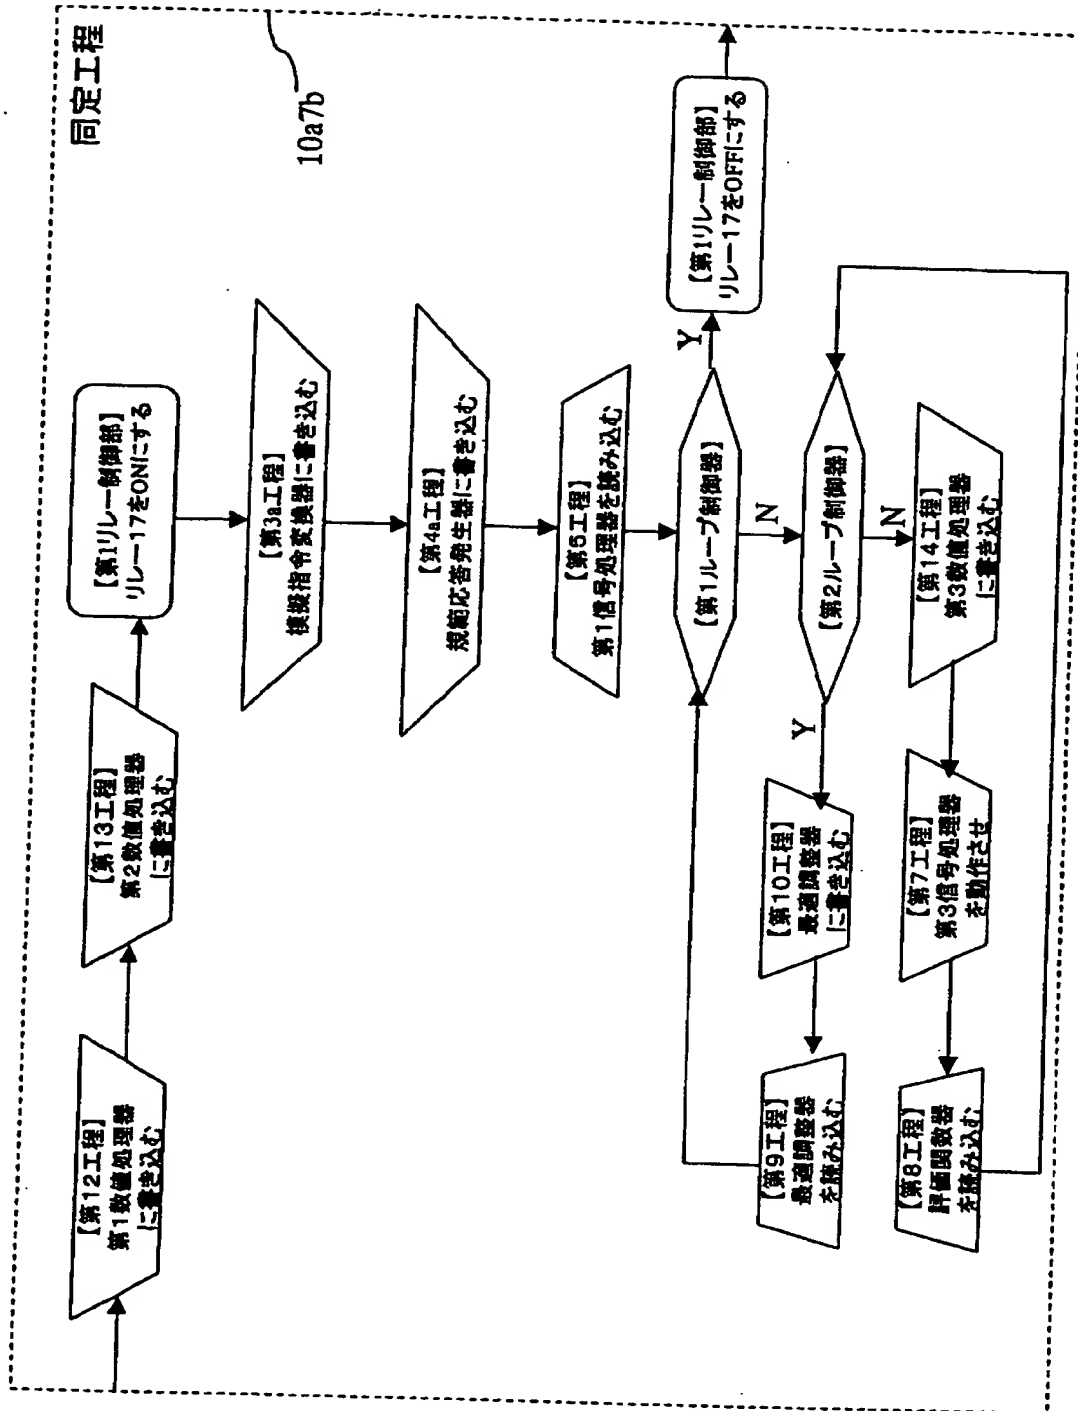 同定工程
10a7b
【第12工程】
第1数値処理器
に書き込む
【第13工程】
第2数値処理器
に書き込む
【第1リレー制御部】
リレー17をONにする
【第3a工程】
模擬指令変換器に書き込む
【第4a工程】
規範応答発生器に書き込む
【第5工程】
第1信号処理器を読み込む
【第1ループ制御器】
Y
【第1リレー制御部】
リレー17をOFFにする
N
【第2ループ制御器】
Y
【第10工程】
最適調整器
に書き込む
【第9工程】
最適調整器
を読み込む
N
【第14工程】
第3数値処理器
に書き込む
【第7工程】
第3信号処理器
を動作させ
【第8工程】
評価関数器
を読み込む